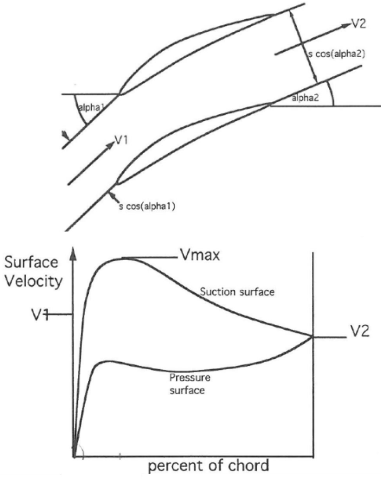 V2
s cos(alpha2)
alpha1
alpha2
V1
s cos(alpha1)
Surface
Velocity
Vmax
Suction surface
V1
V2
Pressure
surface
percent of chord